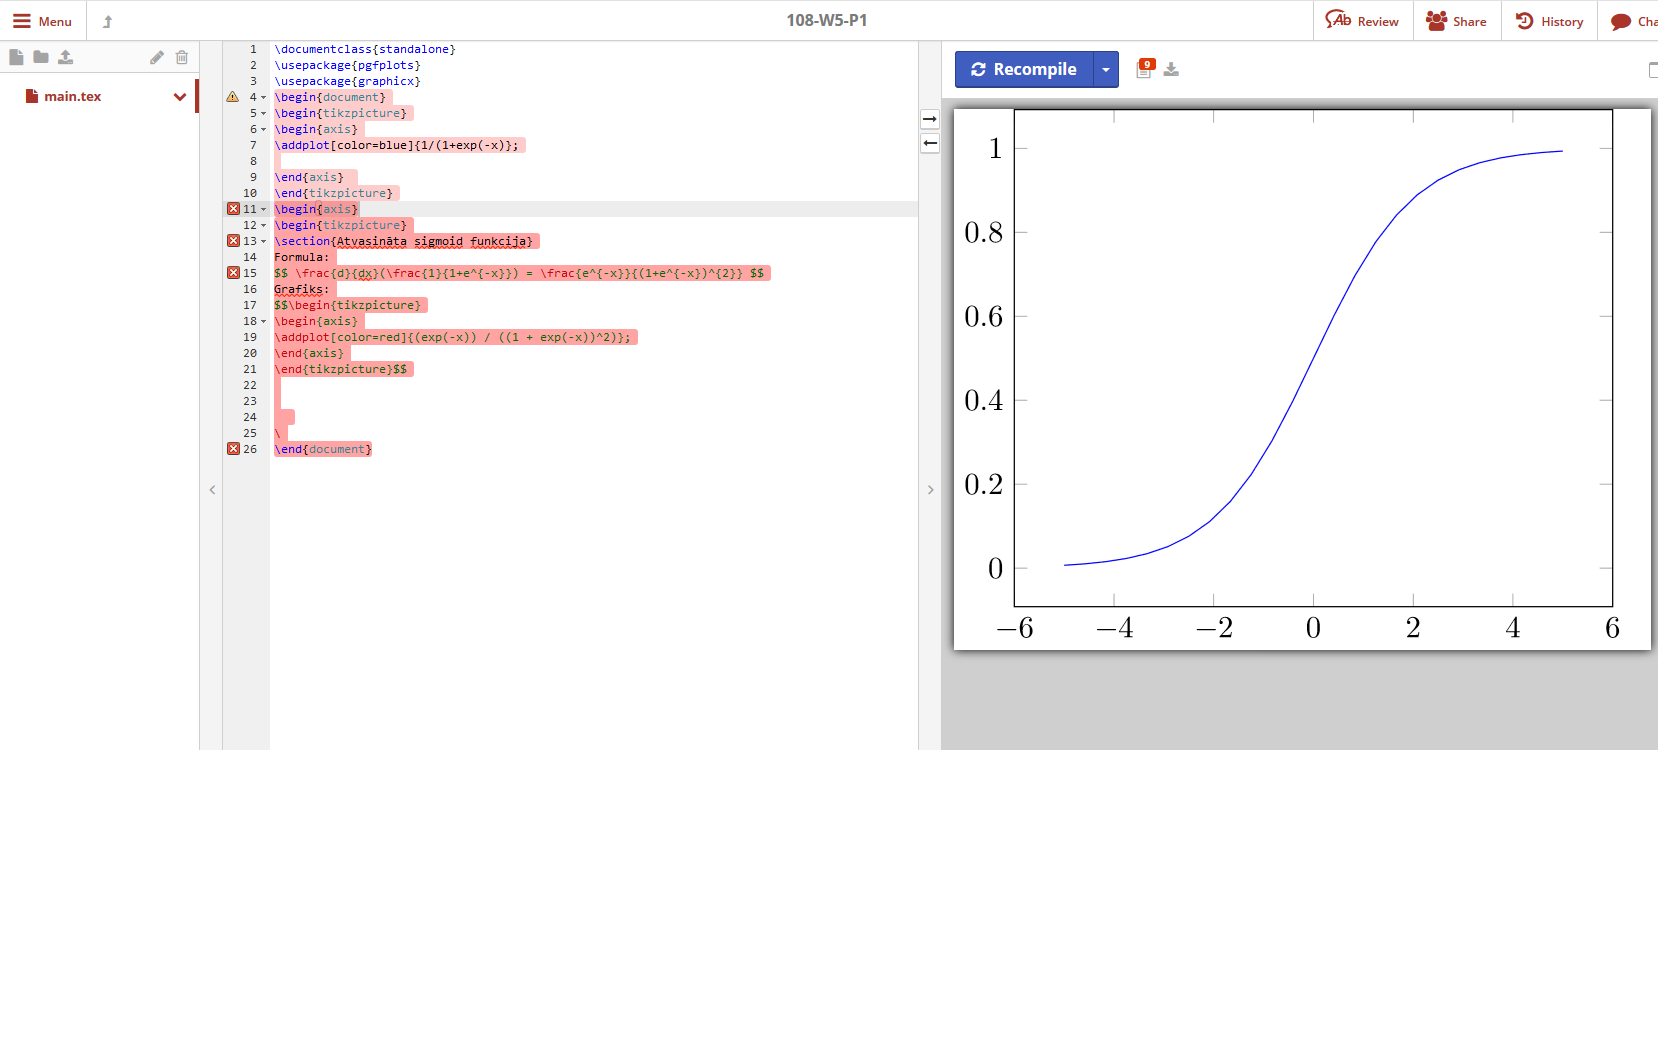 Menu
108-W5-P1
Review
Share
History
Cha
main.tex
1 \documentclass{standalone}
2 \usepackage{pgfplots}
3 \usepackage{graphicx}
4 \begin{document}
5 \begin{tikzpicture}
6 \begin{axis}
7 \addplot[color=blue]{1/(1+exp(-x)};
8
9 \end{axis}
10 \end{tikzpicture}
11 \begin{axis}
12 \begin{tikzpicture}
13 \section{Atvasināta sigmoid funkcija}
14 Formula:
15 $$ \frac{d}{dx}(\frac{1}{1+e^{-x}}) = \frac{e^{-x}}{(1+e^{-x})^{2}} $$
16 Grafiks:
17 $$\begin{tikzpicture}
18 \begin{axis}
19 \addplot[color=red]{(exp(-x)) / ((1 + exp(-x))^2)};
20 \end{axis}
21 \end{tikzpicture}$$
22
23
24
25 \
26 \end{document}
Recompile
9
1
0.8
0.6
0.4
0.2
0
−6 −4 −2 0 2 4 6